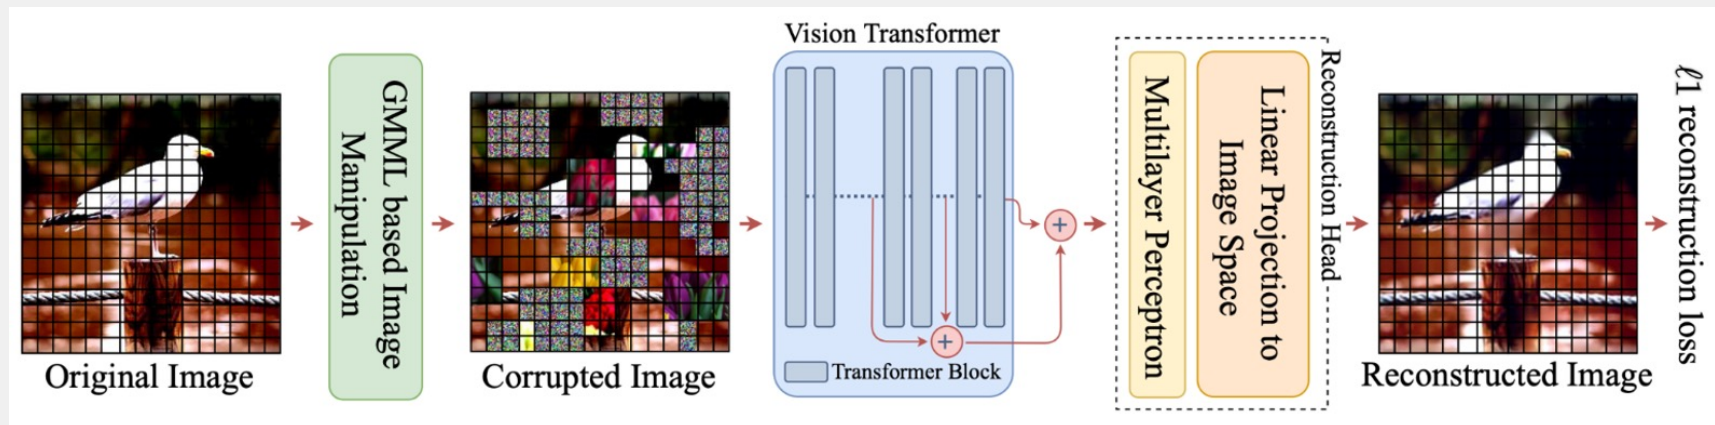 Vision Transformer
GMML based Image
Manipulation
Multilayer Perceptron
Linear Projection to
Image Space
Reconstruction Head
ℓ1 reconstruction loss
Transformer Block
Original Image
Corrupted Image
Reconstructed Image